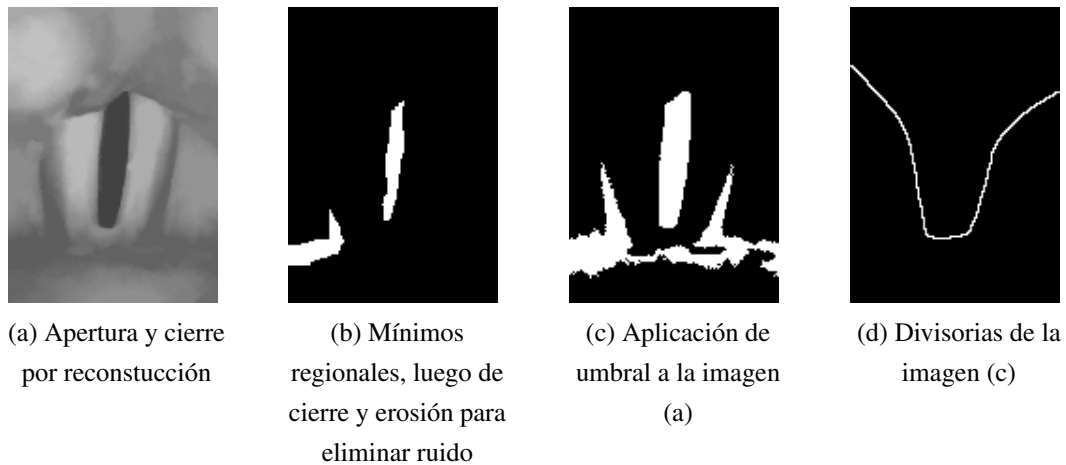 (a) Apertura y cierre
por reconstucción
(b) Mínimos
regionales, luego de
cierre y erosión para
eliminar ruido
(c) Aplicación de
umbral a la imagen
(a)
(d) Divisorias de la
imagen (c)